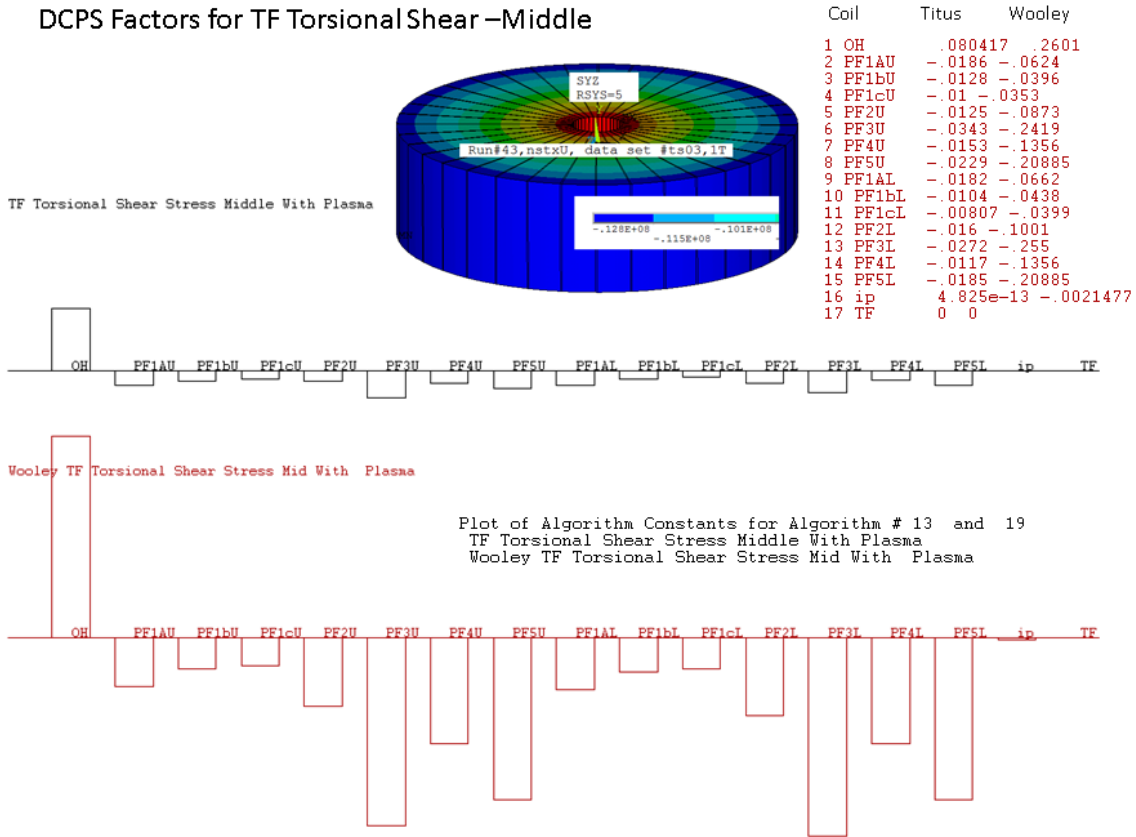 DCPS Factors for TF Torsional Shear –Middle
Coil Titus Wooley
1 OH .080417 .2601
2 PF1AU -.0186 -.0624
3 PF1bU -.0128 -.0396
4 PF1cU -.01 -.0353
5 PF2U -.0125 -.0873
6 PF3U -.0343 -.2419
7 PF4U -.0153 -.1356
8 PF5U -.0229 -.20885
9 PF1AL -.0182 -.0662
10 PF1bL -.0104 -.0438
11 PF1cL -.00807 -.0399
12 PF2L -.016 -.1001
13 PF3L -.0272 -.255
14 PF4L -.0117 -.1356
15 PF5L -.0185 -.20885
16 ip 4.825e-13 -.0021477
17 TF 0 0
SYZ
RSYS=5
Run#43,nstxU, data set #ts03,1T
TF Torsional Shear Stress Middle With Plasma
-.128E+08 -.101E+08
-.115E+08
OH PF1AU PF1bU PF1cU PF2U PF3U PF4U PF5U PF1AL PF1bL PF1cL PF2L PF3L PF4L PF5L ip TF
Wooley TF Torsional Shear Stress Mid With Plasma
Plot of Algorithm Constants for Algorithm # 13 and 19
TF Torsional Shear Stress Middle With Plasma
Wooley TF Torsional Shear Stress Mid With Plasma
OH PF1AU PF1bU PF1cU PF2U PF3U PF4U PF5U PF1AL PF1bL PF1cL PF2L PF3L PF4L PF5L ip TF